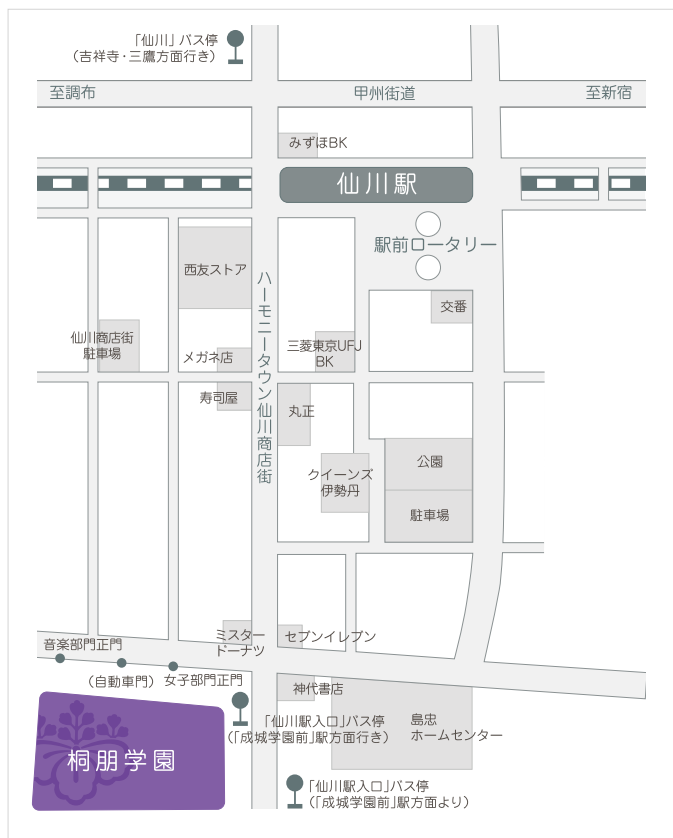 「仙川」バス停
（吉祥寺・三鷹方面行き）
至調布
甲州街道
至新宿
みずほBK
仙川駅
駅前ロータリー
西友ストア
ハーモニータウン仙川商店街
交番
仙川商店街
駐車場
メガネ店
三菱東京UFJ
BK
寿司屋
丸正
公園
クイーンズ
伊勢丹
駐車場
ミスター
ドーナツ
セブンイレブン
音楽部門正門
（自動車門）
女子部門正門
神代書店
「仙川駅入口」バス停
（「成城学園前」駅方面行き）
島忠
ホームセンター
桐朋学園
「仙川駅入口」バス停
（「成城学園前」駅方面より）